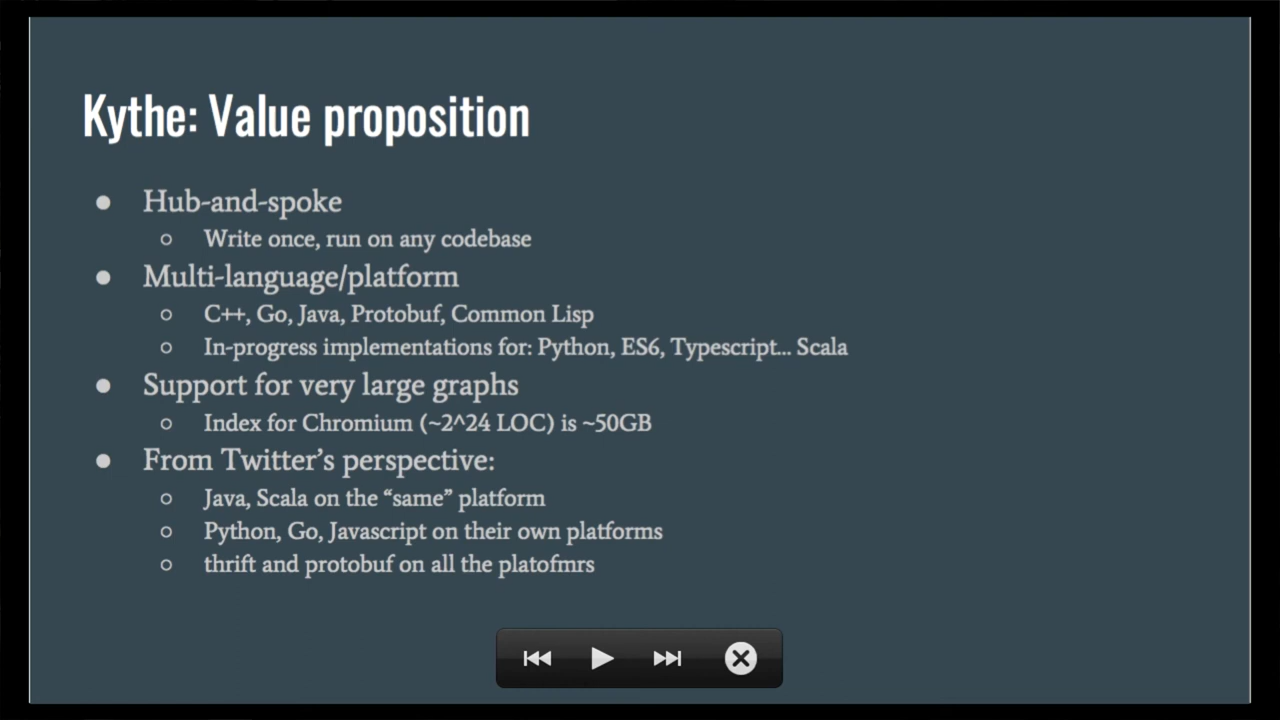 Kythe: Value proposition
● Hub-and-spoke
○ Write once, run on any codebase
● Multi-language/platform
○ C++, Go, Java, Protobuf, Common Lisp
○ In-progress implementations for: Python, ES6, Typescript... Scala
● Support for very large graphs
○ Index for Chromium (~2^24 LOC) is ~50GB
● From Twitter’s perspective:
○ Java, Scala on the “same” platform
○ Python, Go, Javascript on their own platforms
○ thrift and protobuf on all the platofmrs